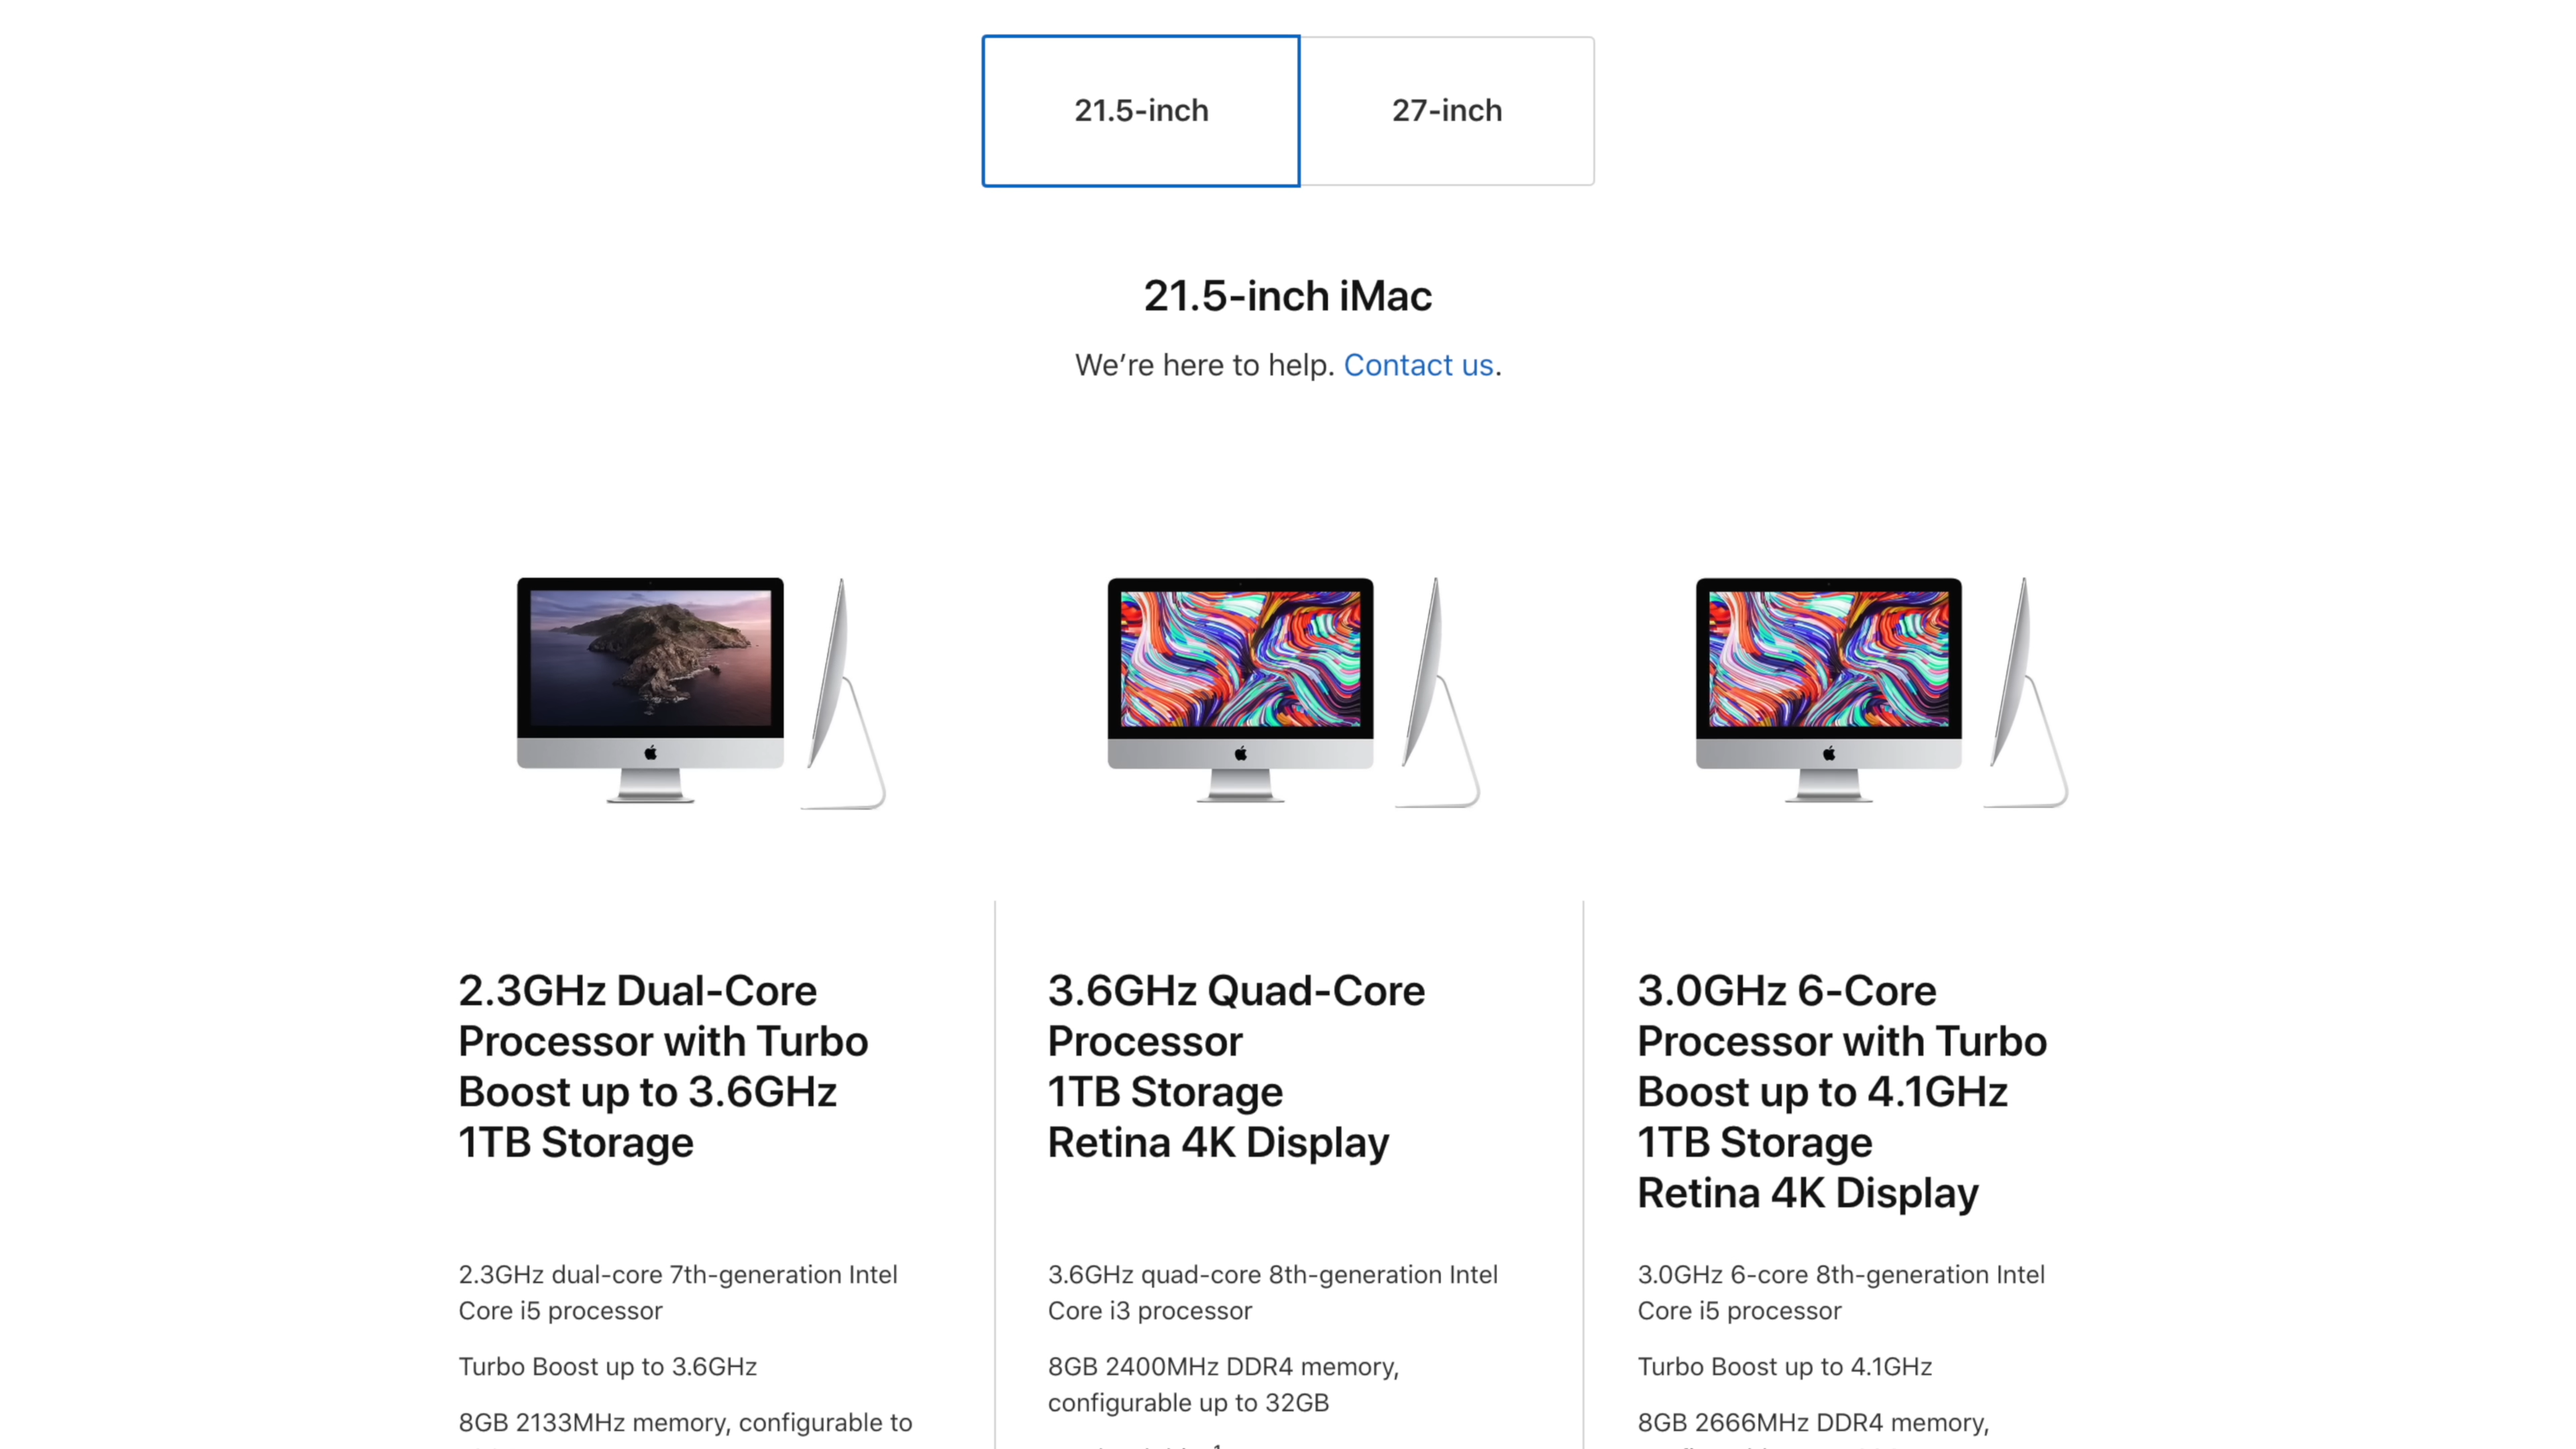 21.5-inch
27-inch
21.5-inch iMac
We’re here to help. Contact us.
2.3GHz Dual-Core
Processor with Turbo
Boost up to 3.6GHz
1TB Storage
2.3GHz dual-core 7th-generation Intel
Core i5 processor
Turbo Boost up to 3.6GHz
8GB 2133MHz memory, configurable to
3.6GHz Quad-Core
Processor
1TB Storage
Retina 4K Display
3.6GHz quad-core 8th-generation Intel
Core i3 processor
8GB 2400MHz DDR4 memory,
configurable up to 32GB
3.0GHz 6-Core
Processor with Turbo
Boost up to 4.1GHz
1TB Storage
Retina 4K Display
3.0GHz 6-core 8th-generation Intel
Core i5 processor
Turbo Boost up to 4.1GHz
8GB 2666MHz DDR4 memory,